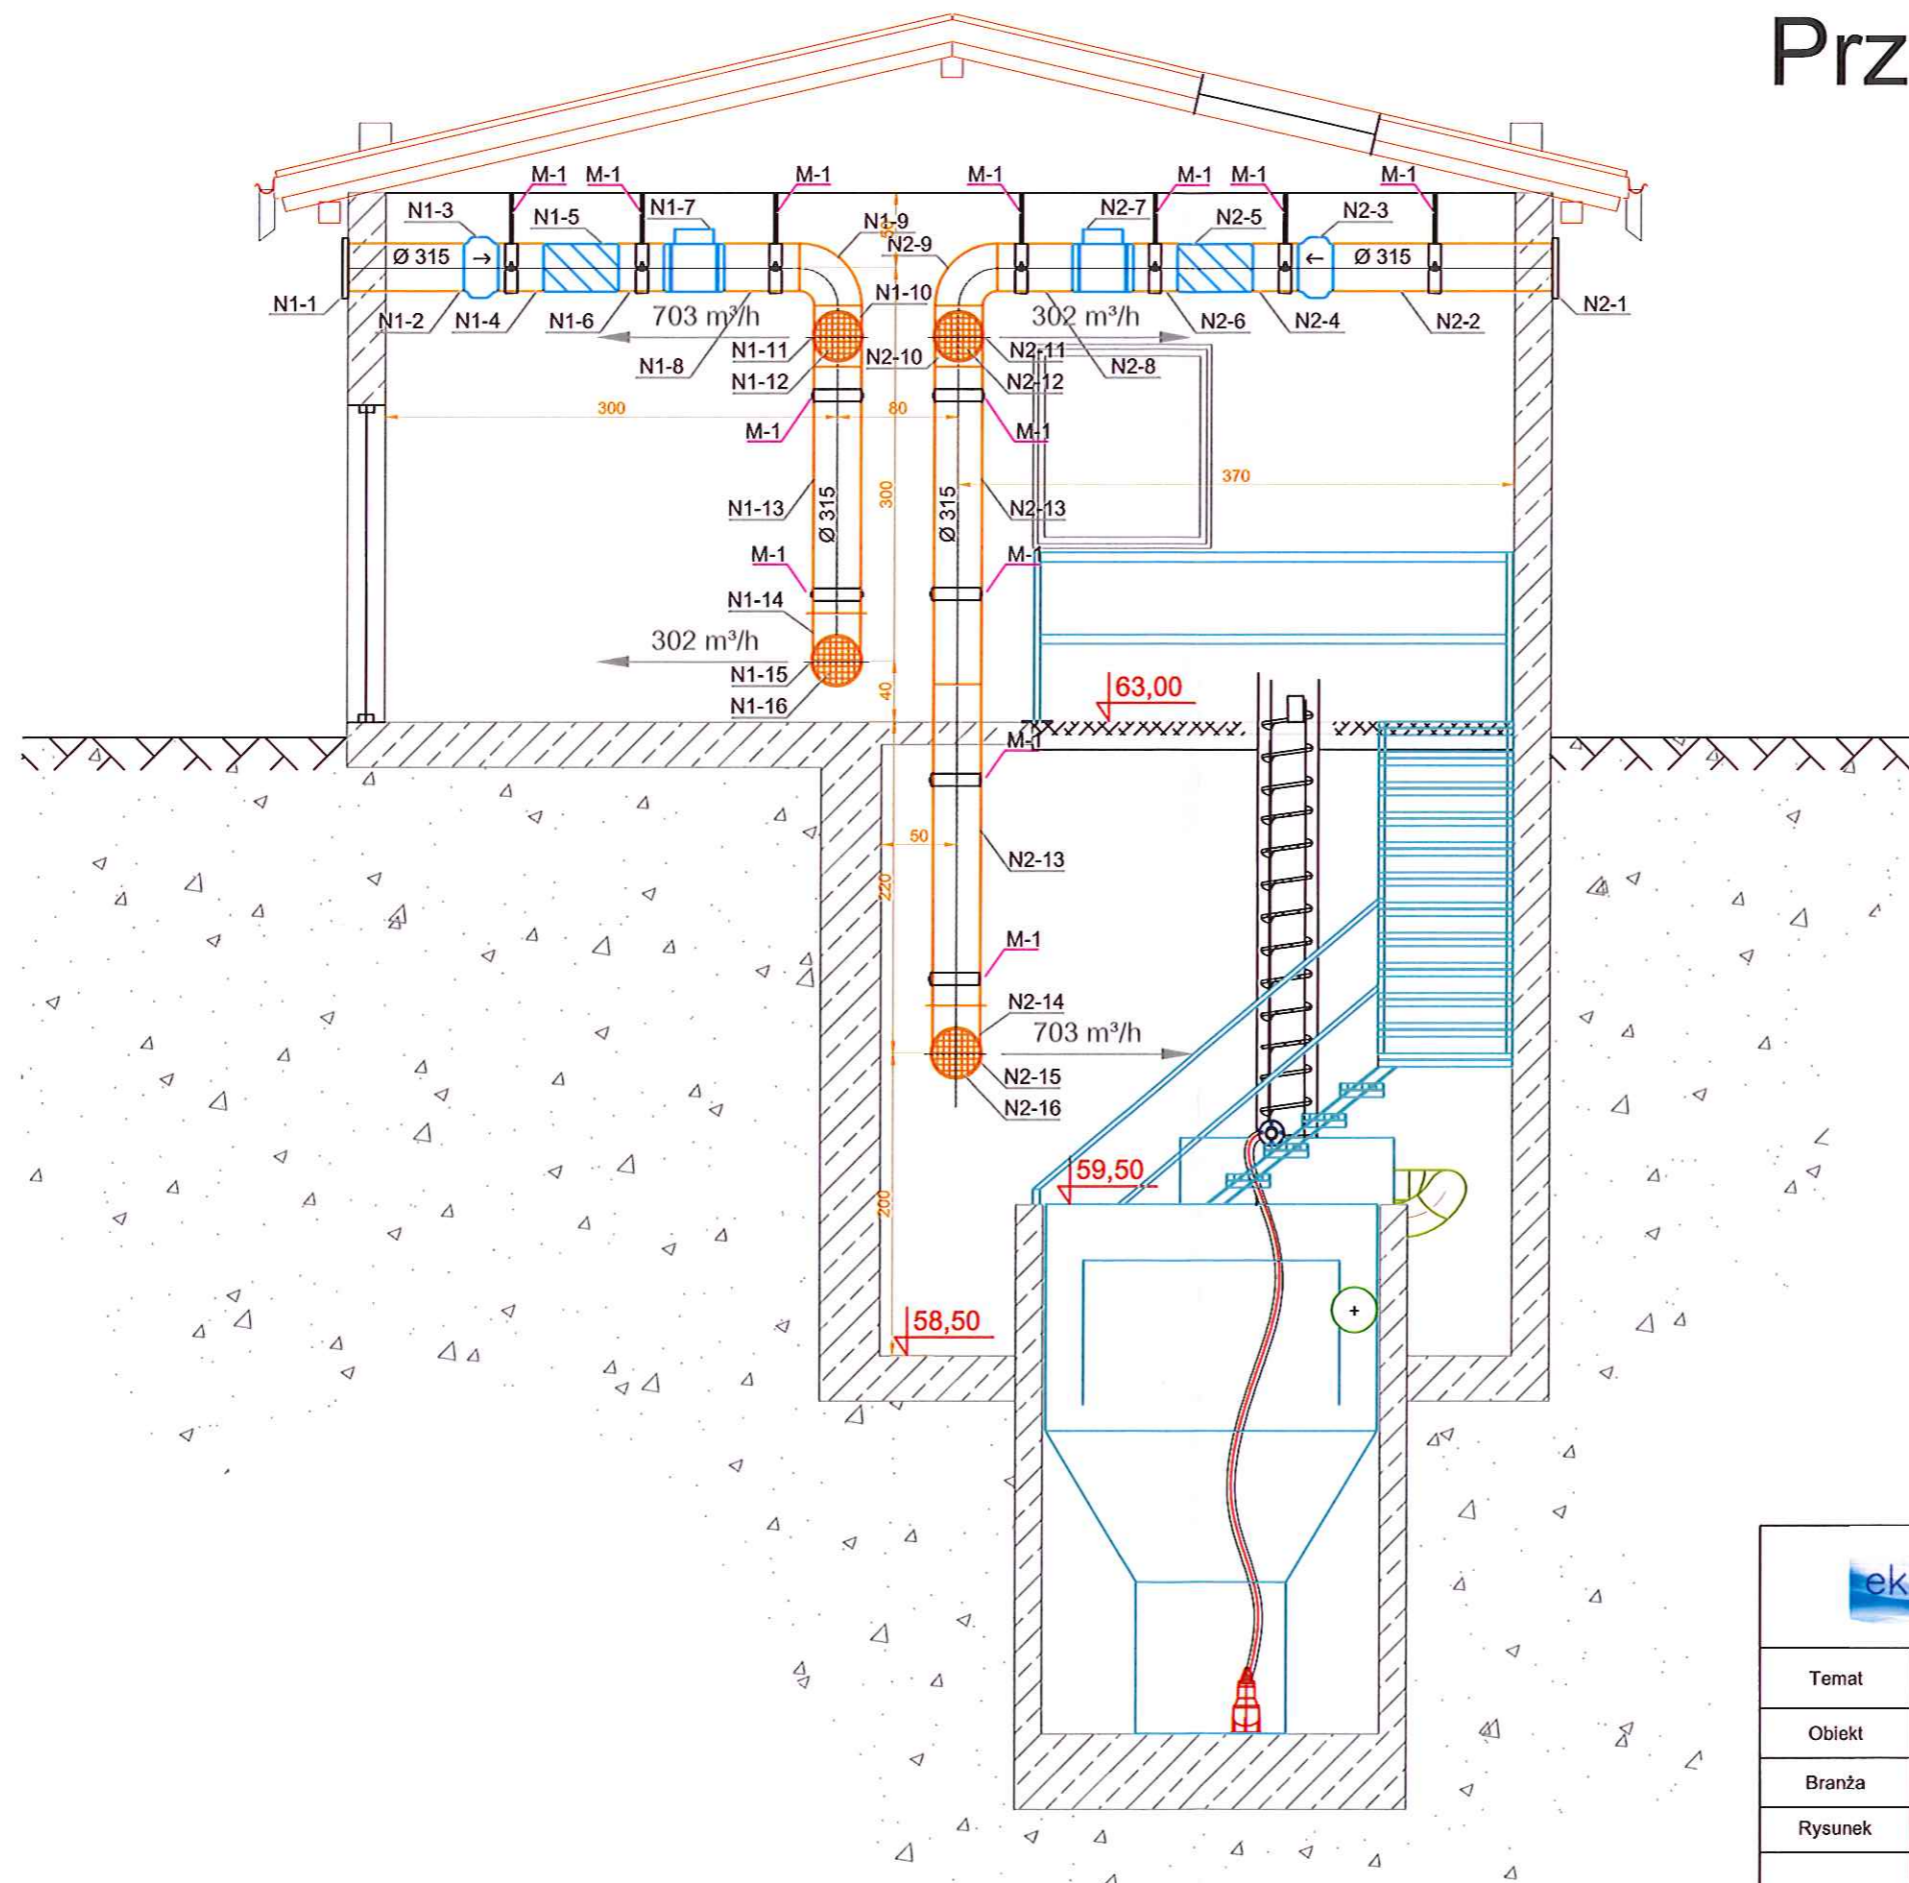 Prz
M-1 M-1 M-1 M-1 M-1 M-1 M-1
N1-3 N1-5 N1-7 N1-9 50 N2-9 N2-7 N2-5 N2-3
Ø 315 → ← Ø 315
N1-1 N1-2 N1-4 N1-6 N1-10 N2-6 N2-4 N2-2 N2-1
703 m³/h 302 m³/h
N1-11 N2-10 N2-11
N1-8 N1-12 N2-12 N2-8
300 80
M-1 M-1
370
300
N1-13 Ø 315 Ø 315 N2-13
M-1 M-1
N1-14
302 m³/h
N1-15
40 63,00
N1-16
M-1
50
N2-13
220
M-1
N2-14
703 m³/h
N2-15
N2-16
59,50
200
58,50
+
ek
Temat
Obiekt
Branża
Rysunek